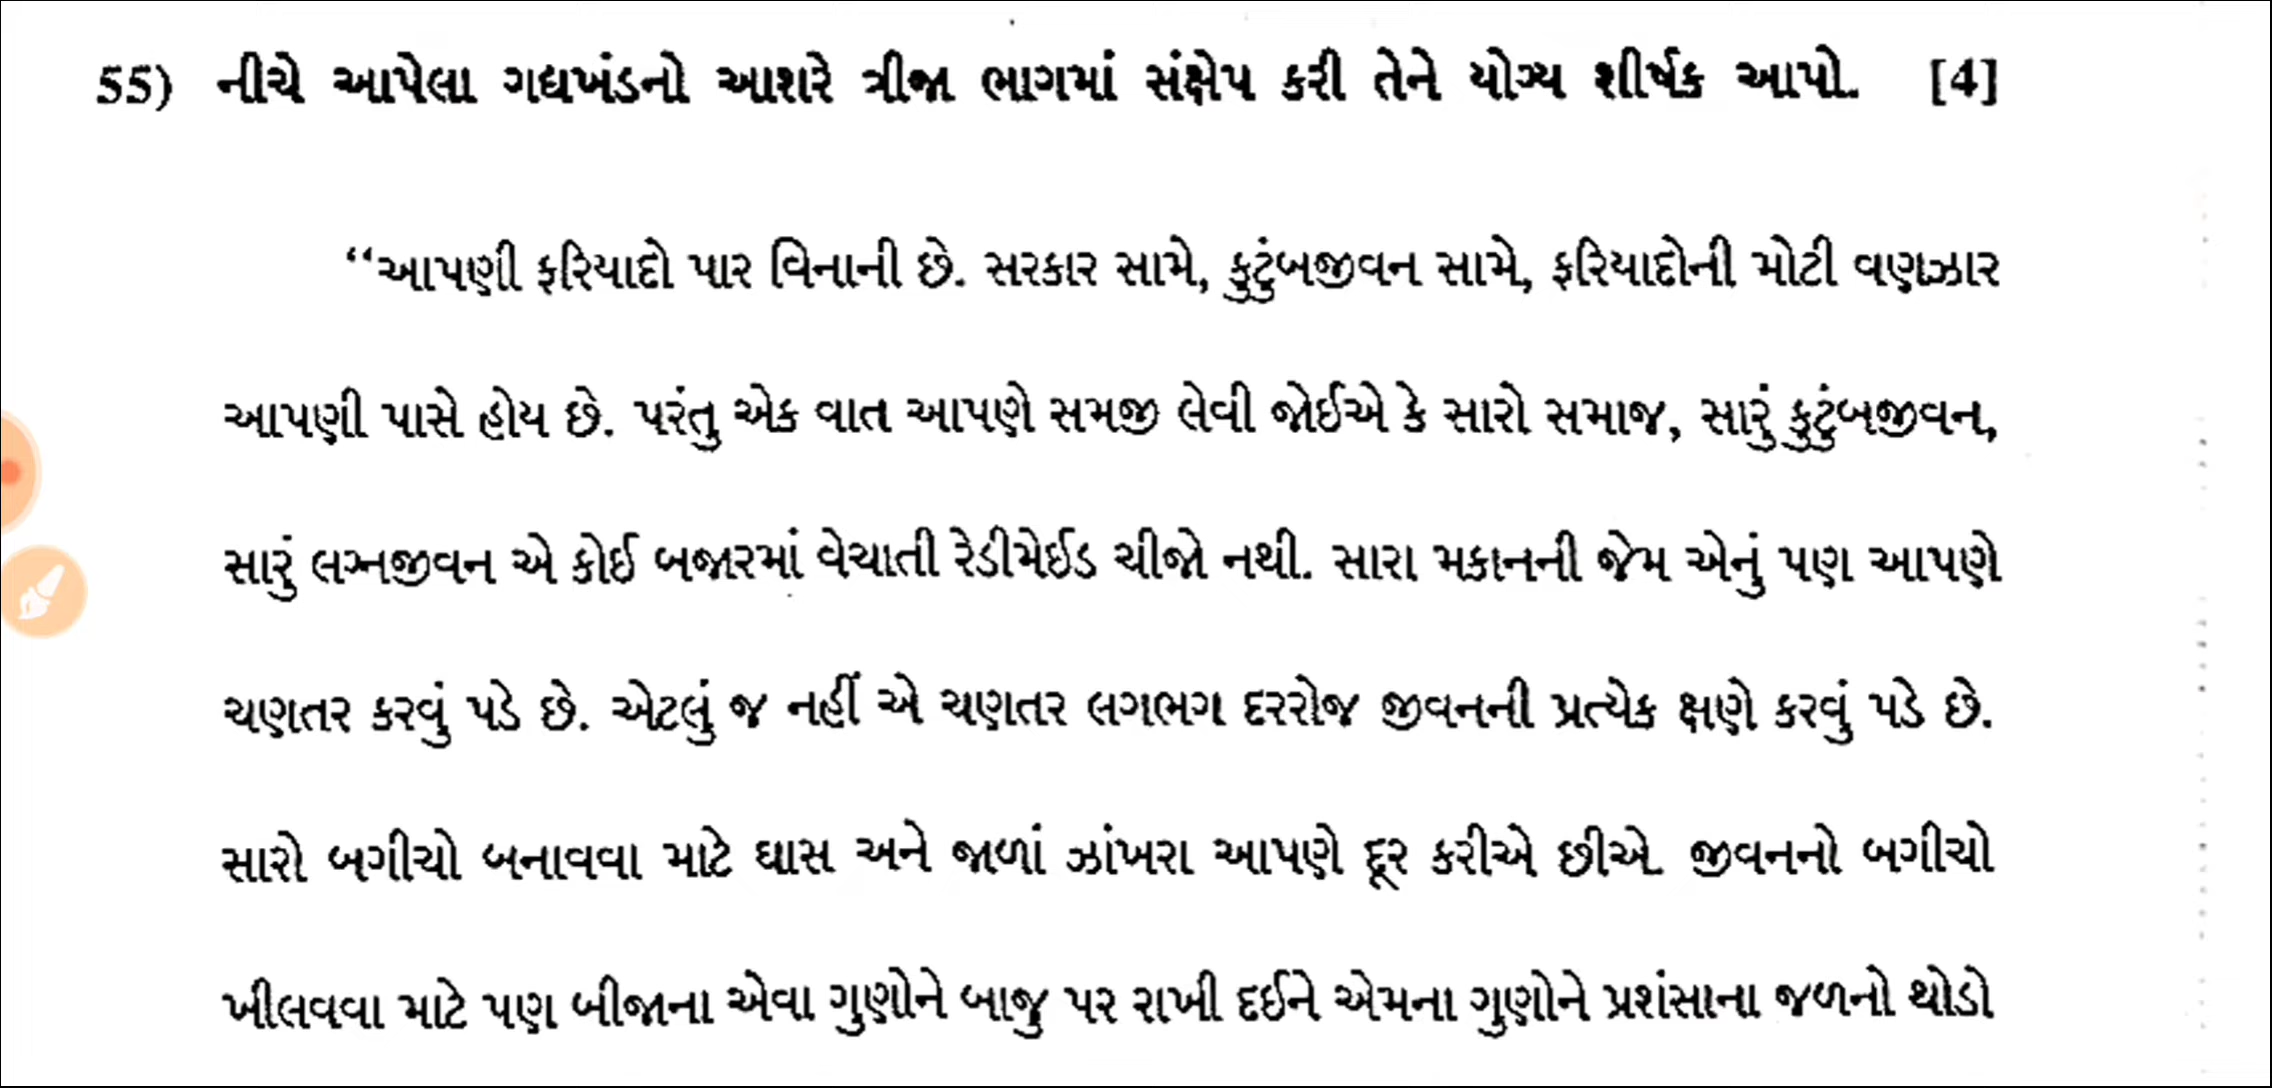 55) નીચે આપેલા ગદ્યખંડનો આશરે ત્રીજા ભાગમાં સંક્ષેપ કરી તેને યોગ્ય શીર્ષક આપો. [4]
“આપણી ફરિયાદો પાર વિનાની છે. સરકાર સામે, કુટુંબજીવન સામે, ફરિયાદોની મોટી વણઝાર
આપણી પાસે હોય છે. પરંતુ એક વાત આપણે સમજી લેવી જોઈએ કે સારો સમાજ, સારું કુટુંબજીવન,
સારું લગ્નજીવન એ કોઈ બજારમાં વેચાતી રેડીમેઈડ ચીજો નથી. સારા મકાનની જેમ એનું પણ આપણે
ચણતર કરવું પડે છે. એટલું જ નહીં એ ચણતર લગભગ દરરોજ જીવનની પ્રત્યેક ક્ષણે કરવું પડે છે.
સારો બગીચો બનાવવા માટે ઘાસ અને જાળાં ઝાંખરા આપણે દૂર કરીએ છીએ. જીવનનો બગીચો
ખીલવવા માટે પણ બીજાના એવા ગુણોને બાજુ પર રાખી દઈને એમના ગુણોને પ્રશંસાના જળનો થોડો